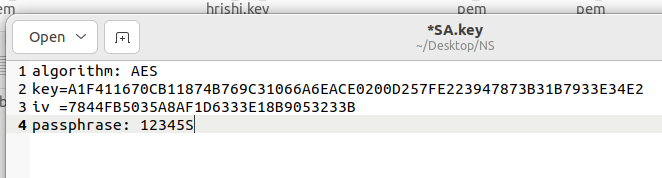 em
hrishi.key
pem
pem
Open
*SA.key
~/Desktop/NS
1 algorithm: AES
2 key=A1F411670CB11874B769C31066A6EACE0200D257FE223947873B31B7933E34E2
3 iv =7844FB5035A8AF1D6333E18B9053233B
4 passphrase: 12345S